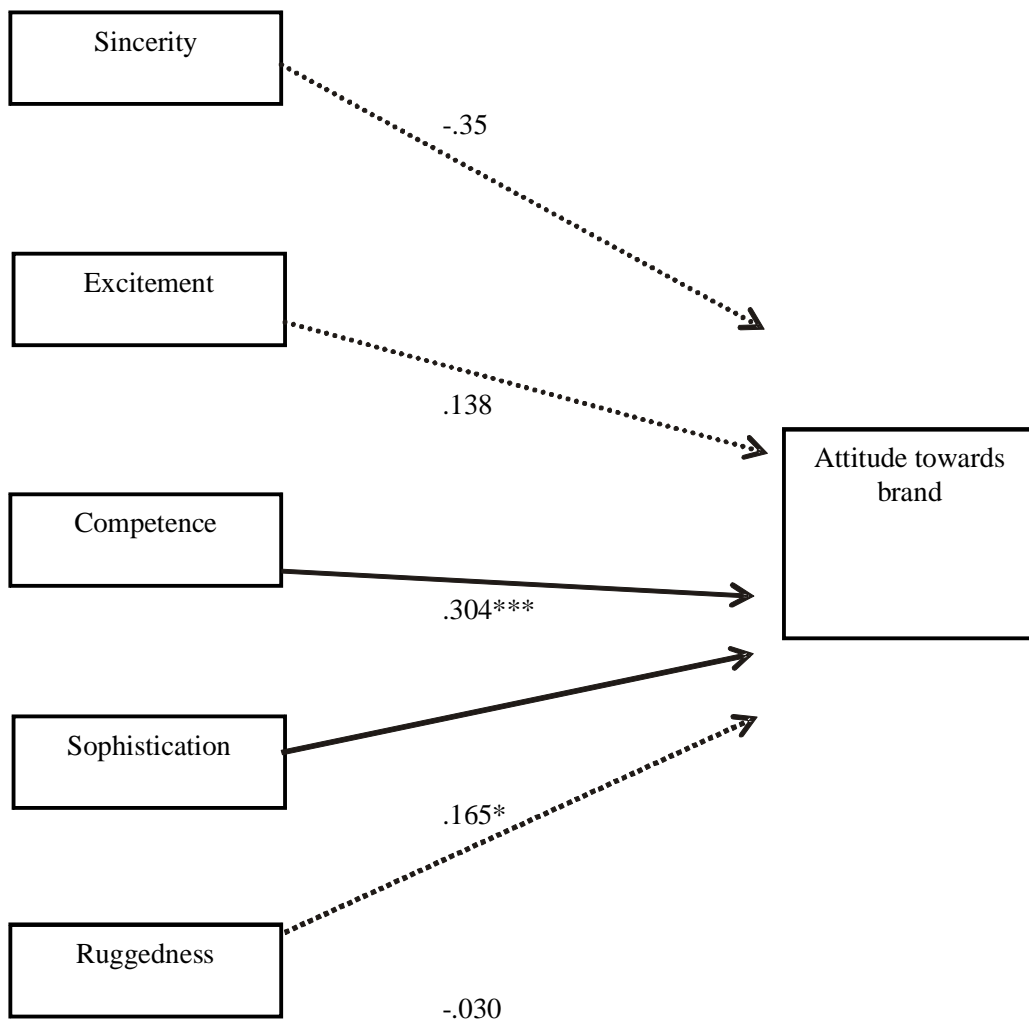 Sincerity
-.35
Excitement
.138
Attitude towards
brand
Competence
.304***
Sophistication
.165*
Ruggedness
-.030